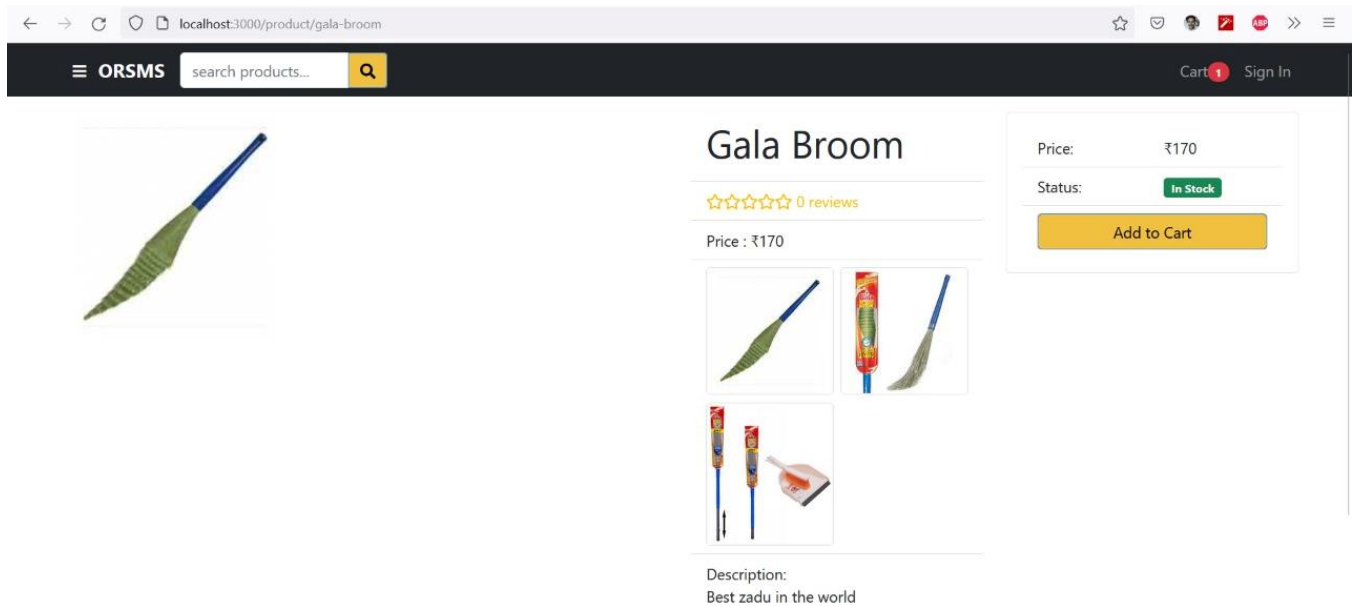 localhost:3000/product/gala-broom
ABP
ORSMS
search products...
Cart 1
Sign In
Gala Broom
0 reviews
Price : ₹170
Description:
Best zadu in the world
Price: ₹170
Status: In Stock
Add to Cart